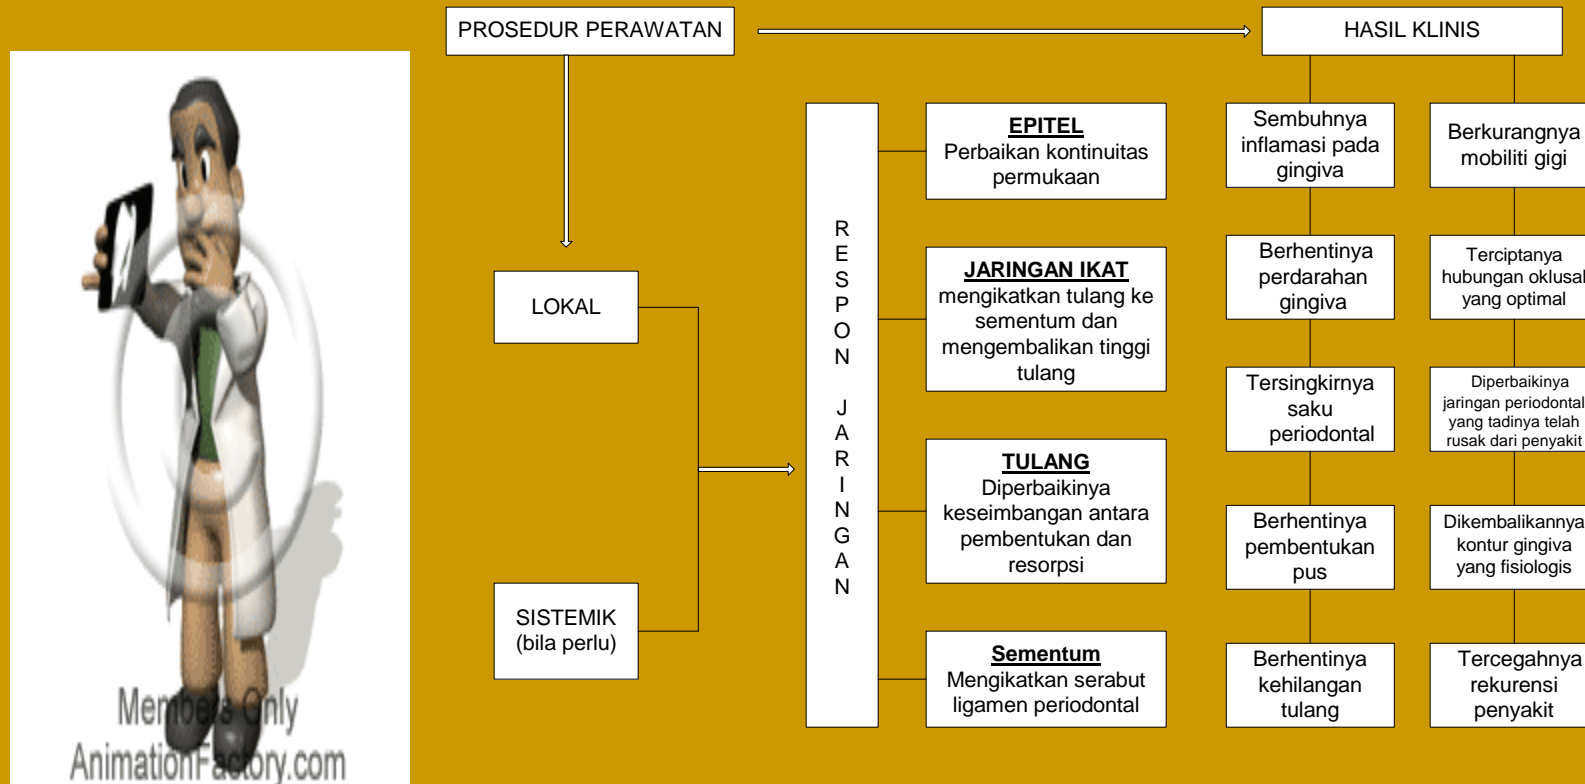 PROSEDUR PERAWATAN
HASIL KLINIS
LOKAL
SISTEMIK
(bila perlu)
RESPON JARINGAN
EPITEL
Perbaikan kontinuitas
permukaan
JARINGAN IKAT
mengikatkan tulang ke
sementum dan
mengembalikan tinggi
tulang
TULANG
Diperbaikinya
keseimbangan antara
pembentukan dan
resorpsi
Sementum
Mengikatkan serabut
ligamen periodontal
Sembuhnya
inflamasi pada
gingiva
Berhentinya
perdarahan
gingiva
Tersingkirnya
saku
periodontal
Berhentinya
pembentukan
pus
Berhentinya
kehilangan
tulang
Berkurangnya
mobiliti gigi
Terciptanya
hubungan oklusal
yang optimal
Diperbaikinya
jaringan periodontal
yang tadinya telah
rusak dari penyakit
Dikembalikannya
kontur gingiva
yang fisiologis
Tercegahnya
rekurensi
penyakit
Members Only
AnimationFactory.com